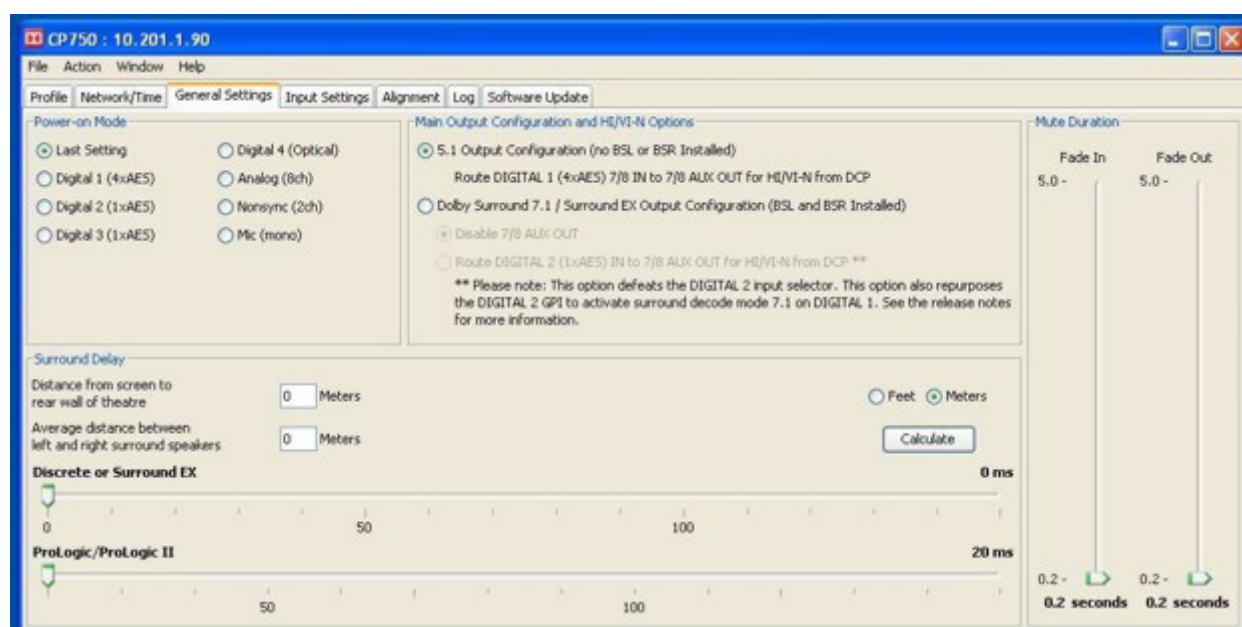 CP750 : 10.201.1.90
File Action Window Help
Profile Network/Time General Settings Input Settings Alignment Log Software Update
Power-on Mode
Last Setting
Digital 1 (4xAES)
Digital 2 (1xAES)
Digital 3 (1xAES)
Digital 4 (Optical)
Analog (8ch)
Nonsync (2ch)
Mic (mono)
Main Output Configuration and HI/VI-N Options
5.1 Output Configuration (no BSL or BSR Installed)
Route DIGITAL 1 (4xAES) 7/8 IN to 7/8 AUX OUT for HI/VI-N from DCP
Dolby Surround 7.1 / Surround EX Output Configuration (BSL and BSR Installed)
Disable 7/8 AUX OUT
Route DIGITAL 2 (1xAES) IN to 7/8 AUX OUT for HI/VI-N from DCP **
** Please note: This option defeats the DIGITAL 2 input selector. This option also repurposes
the DIGITAL 2 GPI to activate surround decode mode 7.1 on DIGITAL 1. See the release notes
for more information.
Mute Duration
Fade In Fade Out
5.0 - 5.0 -
0.2 - 0.2 -
0.2 seconds 0.2 seconds
Surround Delay
Distance from screen to
rear wall of theatre
0 Meters
Feet Meters
Average distance between
left and right surround speakers
0 Meters
Calculate
Discrete or Surround EX 0 ms
0 50 100
ProLogic/ProLogic II 20 ms
50 100